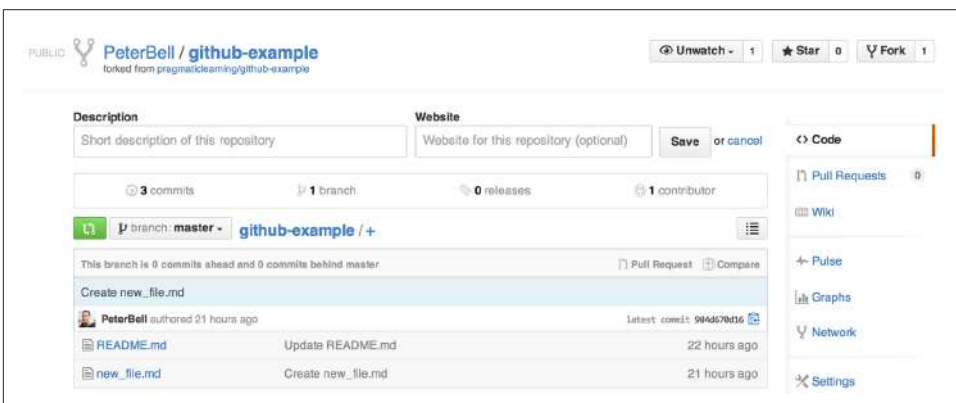 PUBLIC PeterBell / github-example
forked from pragmaticlearning/github-example
Unwatch 1 Star 0 Fork 1
Description Website
Short description of this repository Website for this repository (optional) Save or cancel
3 commits 1 branch 0 releases 1 contributor
branch: master github-example / +
This branch is 0 commits ahead and 0 commits behind master Pull Request Compare
Create new_file.md
PeterBell authored 21 hours ago latest commit 904d670d16
README.md Update README.md 22 hours ago
new_file.md Create new_file.md 21 hours ago
<> Code
Pull Requests 0
Wiki
Pulse
Graphs
Network
Settings